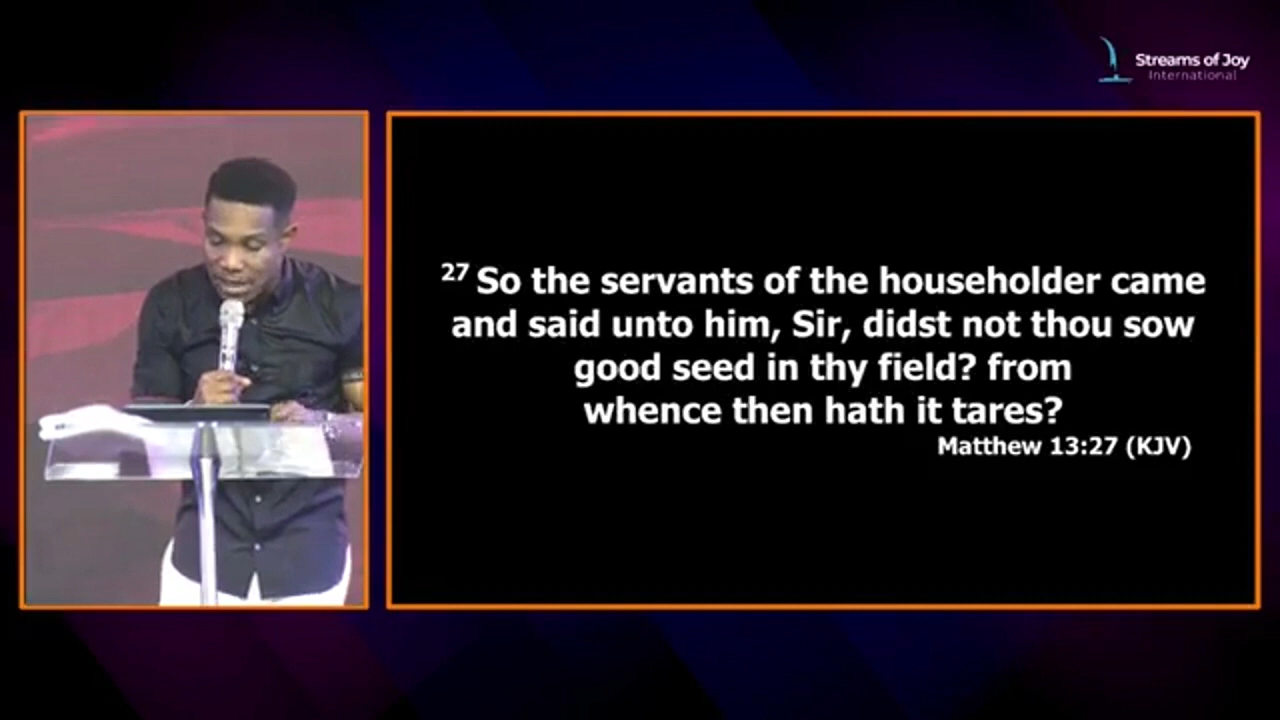 Streams of Joy
International
27 So the servants of the householder came
and said unto him, Sir, didst not thou sow
good seed in thy field? from
whence then hath it tares?
Matthew 13:27 (KJV)